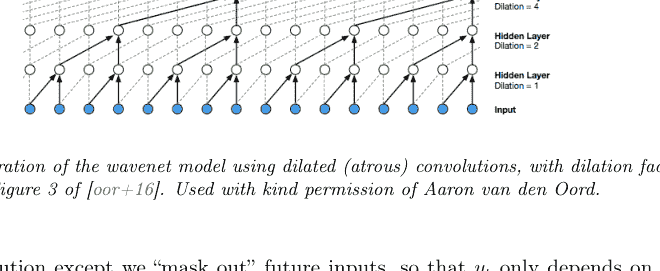 Dilation = 4
Hidden Layer
Dilation = 2
Hidden Layer
Dilation = 1
Input
ration of the wavenet model using dilated (atrous) convolutions, with dilation fac
igure 3 of [oor+16]. Used with kind permission of Aaron van den Oord.
ution except we “mask out” future inputs, so that y only depends on